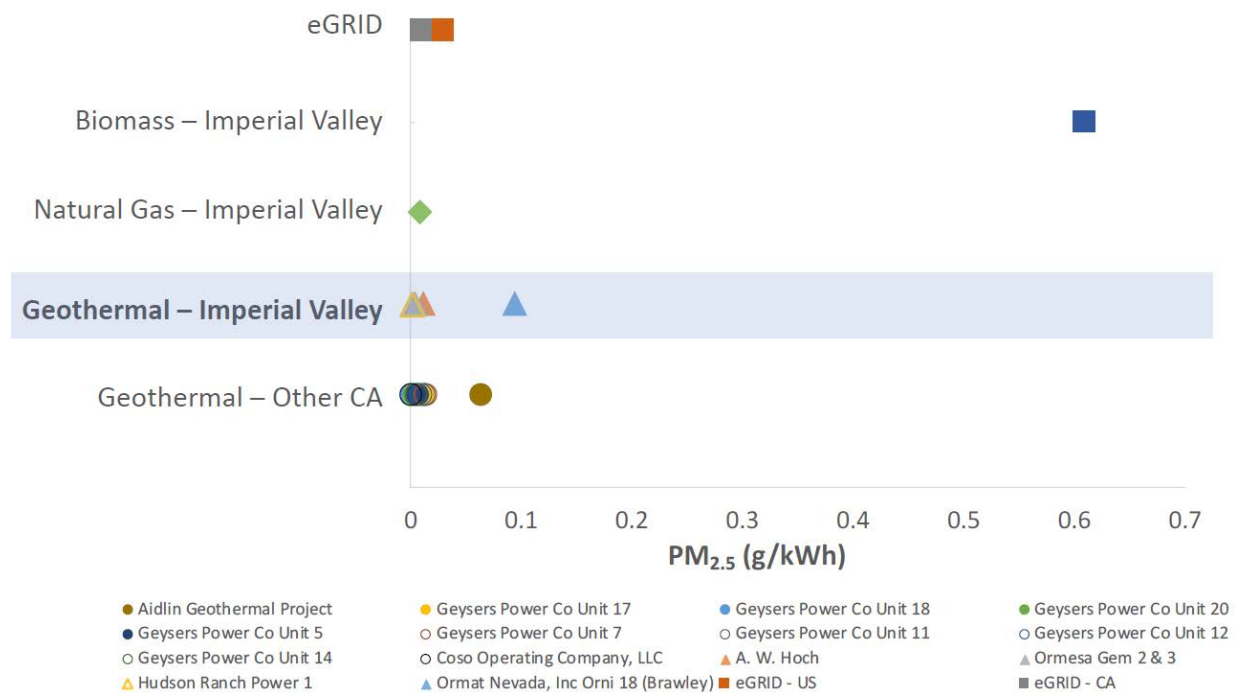 eGRID
Biomass – Imperial Valley
Natural Gas – Imperial Valley
Geothermal – Imperial Valley
Geothermal – Other CA
0 0.1 0.2 0.3 0.4 0.5 0.6 0.7
PM2.5 (g/kWh)
Aidlin Geothermal Project Geysers Power Co Unit 17 Geysers Power Co Unit 18 Geysers Power Co Unit 20
Geysers Power Co Unit 5 Geysers Power Co Unit 7 Geysers Power Co Unit 11 Geysers Power Co Unit 12
Geysers Power Co Unit 14 Coso Operating Company, LLC A. W. Hoch Ormesa Gem 2 & 3
Hudson Ranch Power 1 Ormat Nevada, Inc Orni 18 (Brawley) eGRID - US eGRID - CA